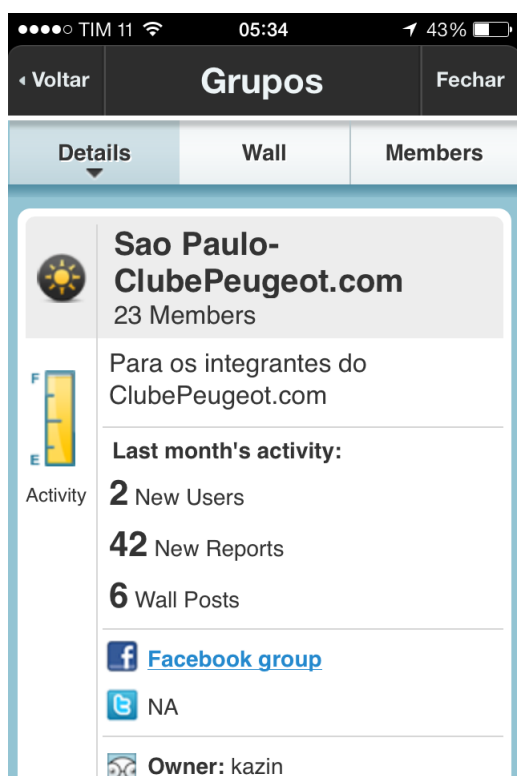 TIM 11 05:34 43%
Voltar Grupos Fechar
Details Wall Members
Sao Paulo-
ClubePeugeot.com
23 Members
Para os integrantes do
ClubePeugeot.com
F
E
Activity
Last month's activity:
2 New Users
42 New Reports
6 Wall Posts
Facebook group
NA
Owner: kazin